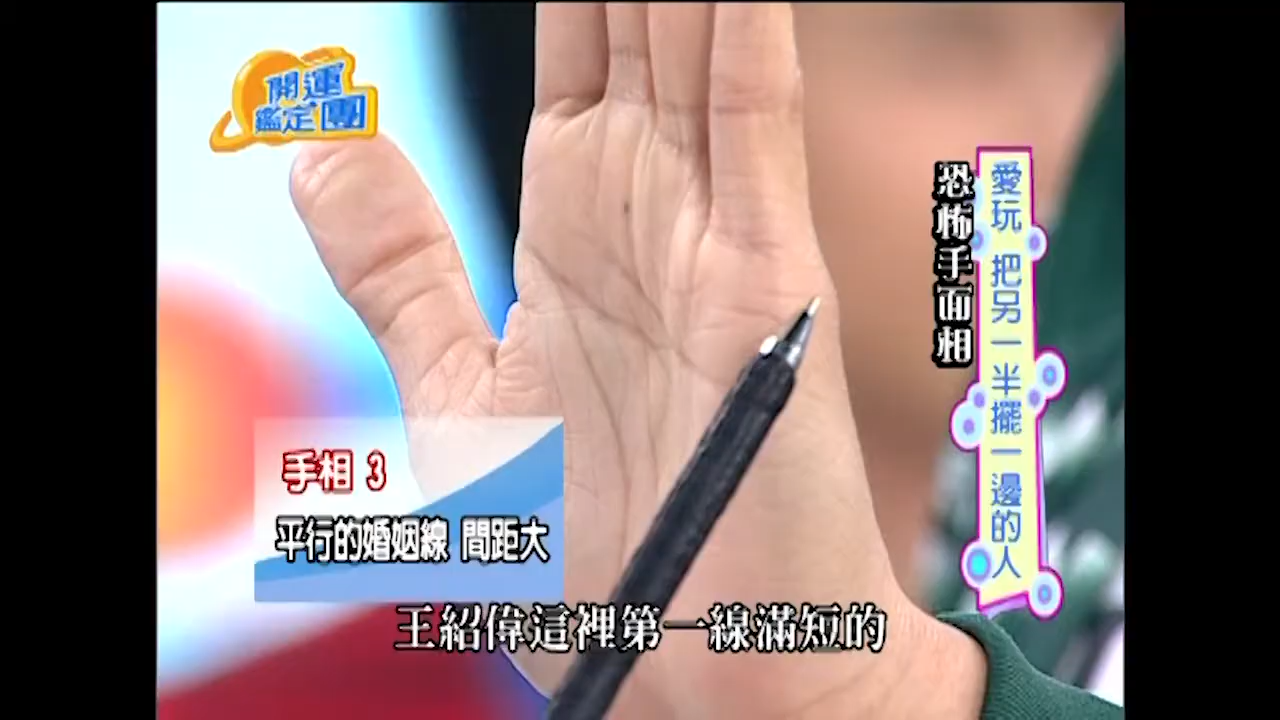 開運
鑑定團
恐怖手面相
愛玩 把另一半擺一邊的人
手相 3
平行的婚姻線 間距大
王紹偉這裡第一線滿短的